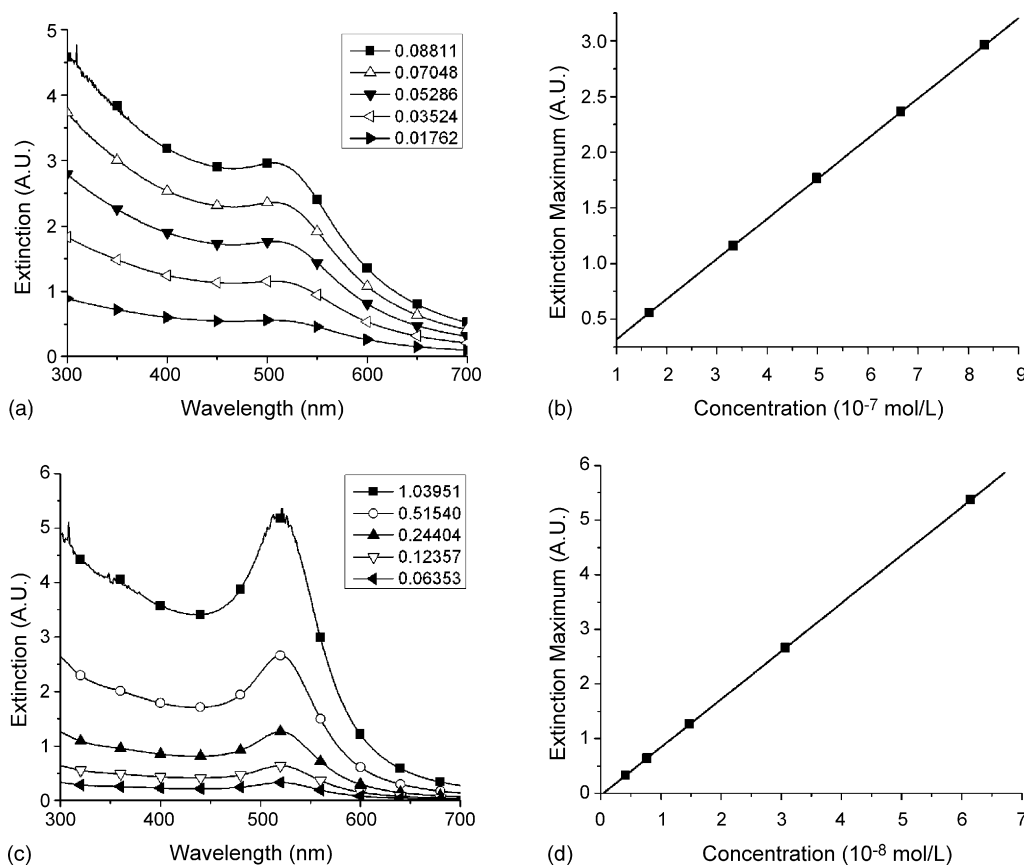 5
4
3
2
1
0
300 400 500 600 700
Extinction (A.U.)
Wavelength (nm)
0.08811
0.07048
0.05286
0.03524
0.01762
(a)
3.0
2.5
2.0
1.5
1.0
0.5
1 2 3 4 5 6 7 8 9
Extinction Maximum (A.U.)
Concentration (10-7 mol/L)
(b)
6
5
4
3
2
1
0
300 400 500 600 700
Extinction (A.U.)
Wavelength (nm)
1.03951
0.51540
0.24404
0.12357
0.06353
(c)
6
5
4
3
2
1
0
0 1 2 3 4 5 6 7
Extinction Maximum (A.U.)
Concentration (10-8 mol/L)
(d)